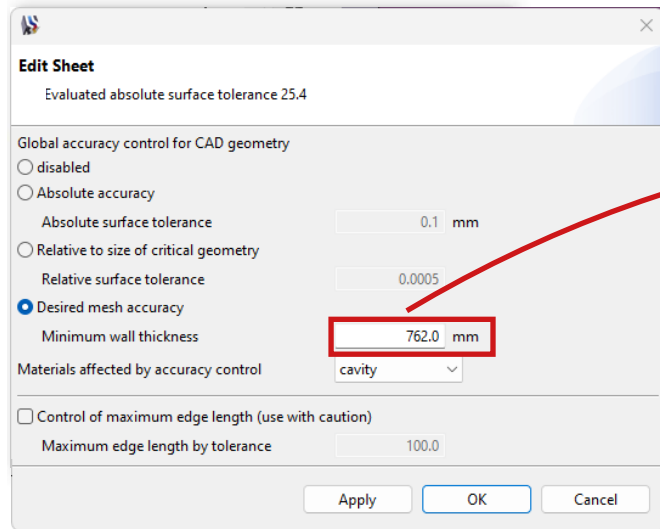 Edit Sheet
Evaluated absolute surface tolerance 25.4
Global accuracy control for CAD geometry
disabled
Absolute accuracy
Absolute surface tolerance 0.1 mm
Relative to size of critical geometry
Relative surface tolerance 0.0005
Desired mesh accuracy
Minimum wall thickness 762.0 mm
Materials affected by accuracy control cavity
Control of maximum edge length (use with caution)
Maximum edge length by tolerance 100.0
Apply OK Cancel